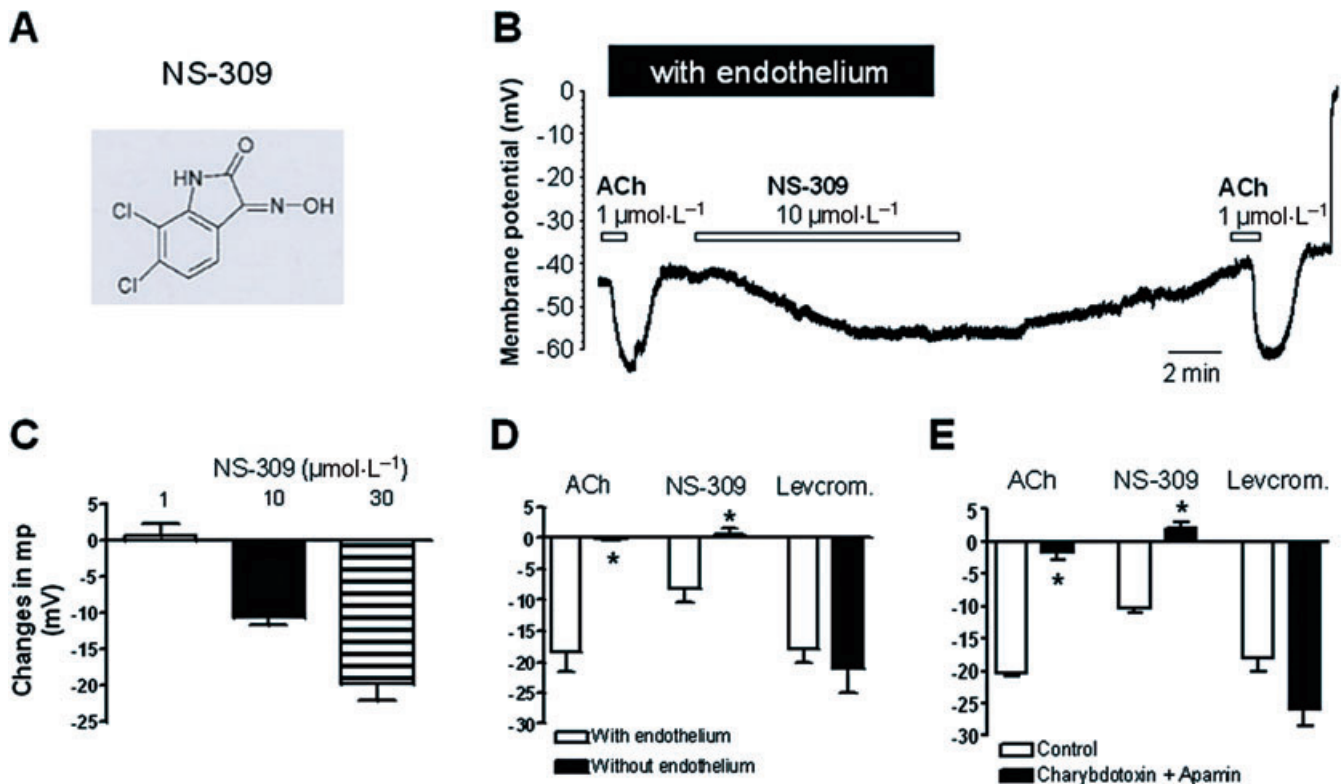 A
NS-309
O
HN
N
OH
Cl
Cl
B
with endothelium
Membrane potential (mV)
0
-10
-20
-30
-40
-50
-60
ACh
1 µmol·L⁻¹
NS-309
10 µmol·L⁻¹
ACh
1 µmol·L⁻¹
2 min
C
NS-309 (µmol·L⁻¹)
1 10 30
Changes in mp
(mV)
5
0
-5
-10
-15
-20
-25
D
ACh NS-309 Levcrom.
5
0
-5
-10
-15
-20
-25
-30
*
*
With endothelium
Without endothelium
E
ACh NS-309 Levcrom.
5
0
-5
-10
-15
-20
-25
-30
*
*
Control
Charybdotoxin + Apamin